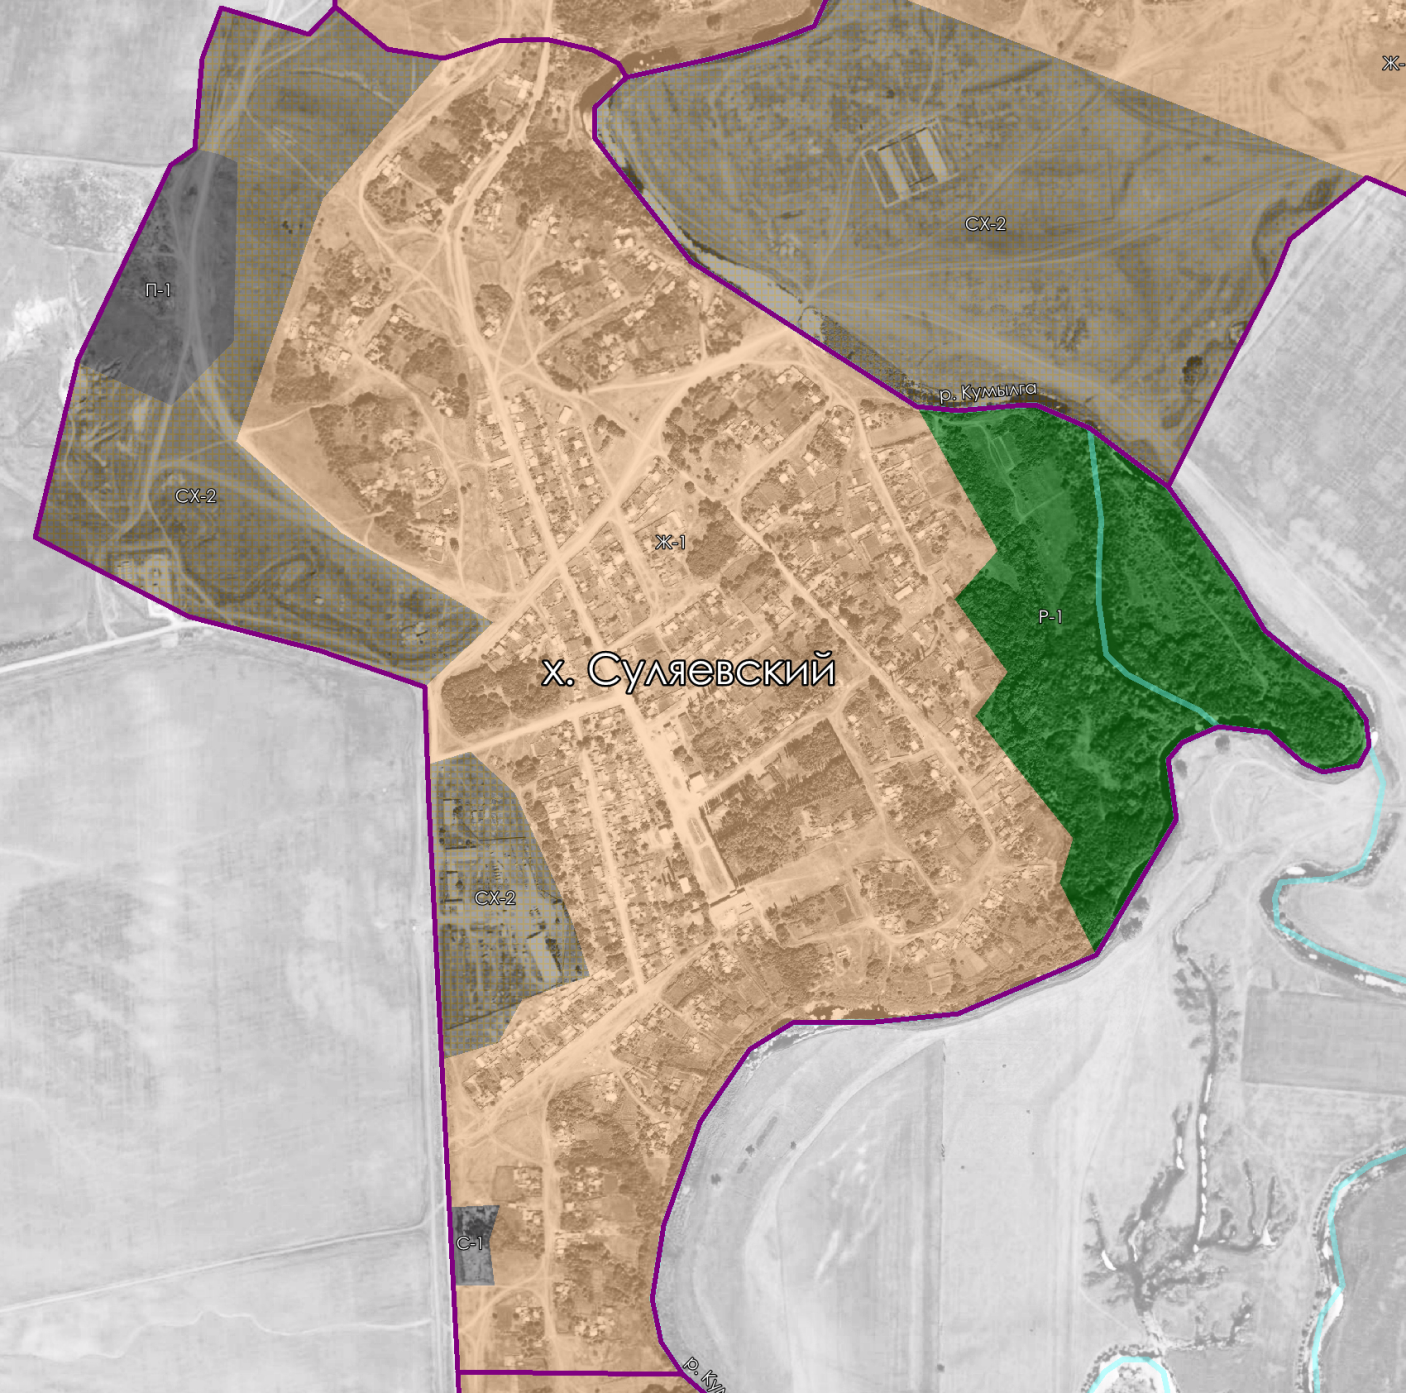 Ж-
СХ-2
П-1
р. Кумылга
СХ-2
Ж-1
Р-1
х. Суляевский
СХ-2
С-1
р. Ку